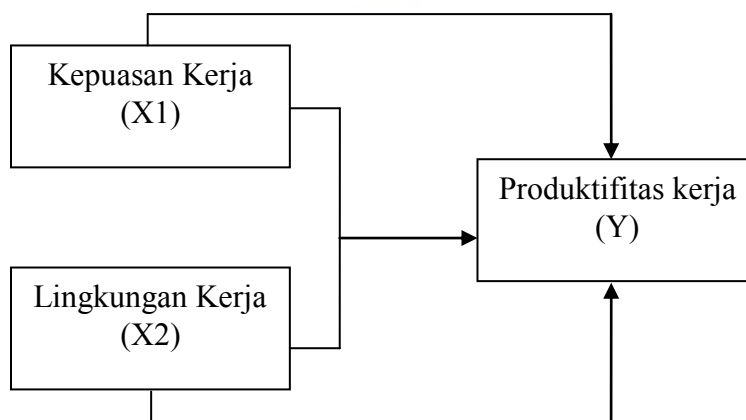 Kepuasan Kerja
(X1)
Produktifitas kerja
(Y)
Lingkungan Kerja
(X2)